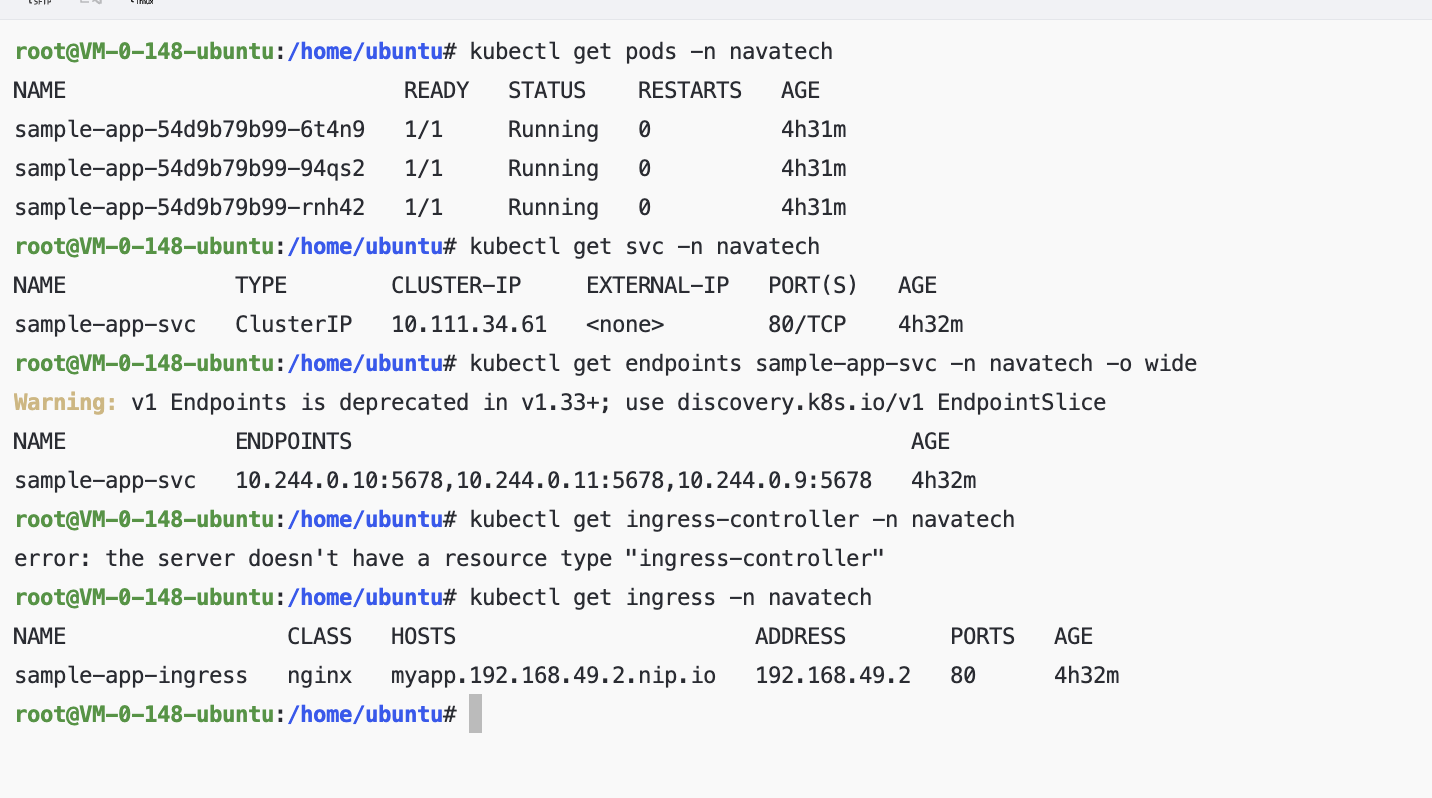 SFTP
root@VM-0-148-ubuntu:/home/ubuntu# kubectl get pods -n navatech
NAME                          READY   STATUS    RESTARTS   AGE
sample-app-54d9b79b99-6t4n9   1/1     Running   0          4h31m
sample-app-54d9b79b99-94qs2   1/1     Running   0          4h31m
sample-app-54d9b79b99-rnh42   1/1     Running   0          4h31m
root@VM-0-148-ubuntu:/home/ubuntu# kubectl get svc -n navatech
NAME             TYPE        CLUSTER-IP     EXTERNAL-IP   PORT(S)   AGE
sample-app-svc   ClusterIP   10.111.34.61   <none>        80/TCP    4h32m
root@VM-0-148-ubuntu:/home/ubuntu# kubectl get endpoints sample-app-svc -n navatech -o wide
Warning: v1 Endpoints is deprecated in v1.33+; use discovery.k8s.io/v1 EndpointSlice
NAME             ENDPOINTS                                           AGE
sample-app-svc   10.244.0.10:5678,10.244.0.11:5678,10.244.0.9:5678   4h32m
root@VM-0-148-ubuntu:/home/ubuntu# kubectl get ingress-controller -n navatech
error: the server doesn't have a resource type "ingress-controller"
root@VM-0-148-ubuntu:/home/ubuntu# kubectl get ingress -n navatech
NAME                 CLASS   HOSTS                       ADDRESS        PORTS   AGE
sample-app-ingress   nginx   myapp.192.168.49.2.nip.io   192.168.49.2   80      4h32m
root@VM-0-148-ubuntu:/home/ubuntu#